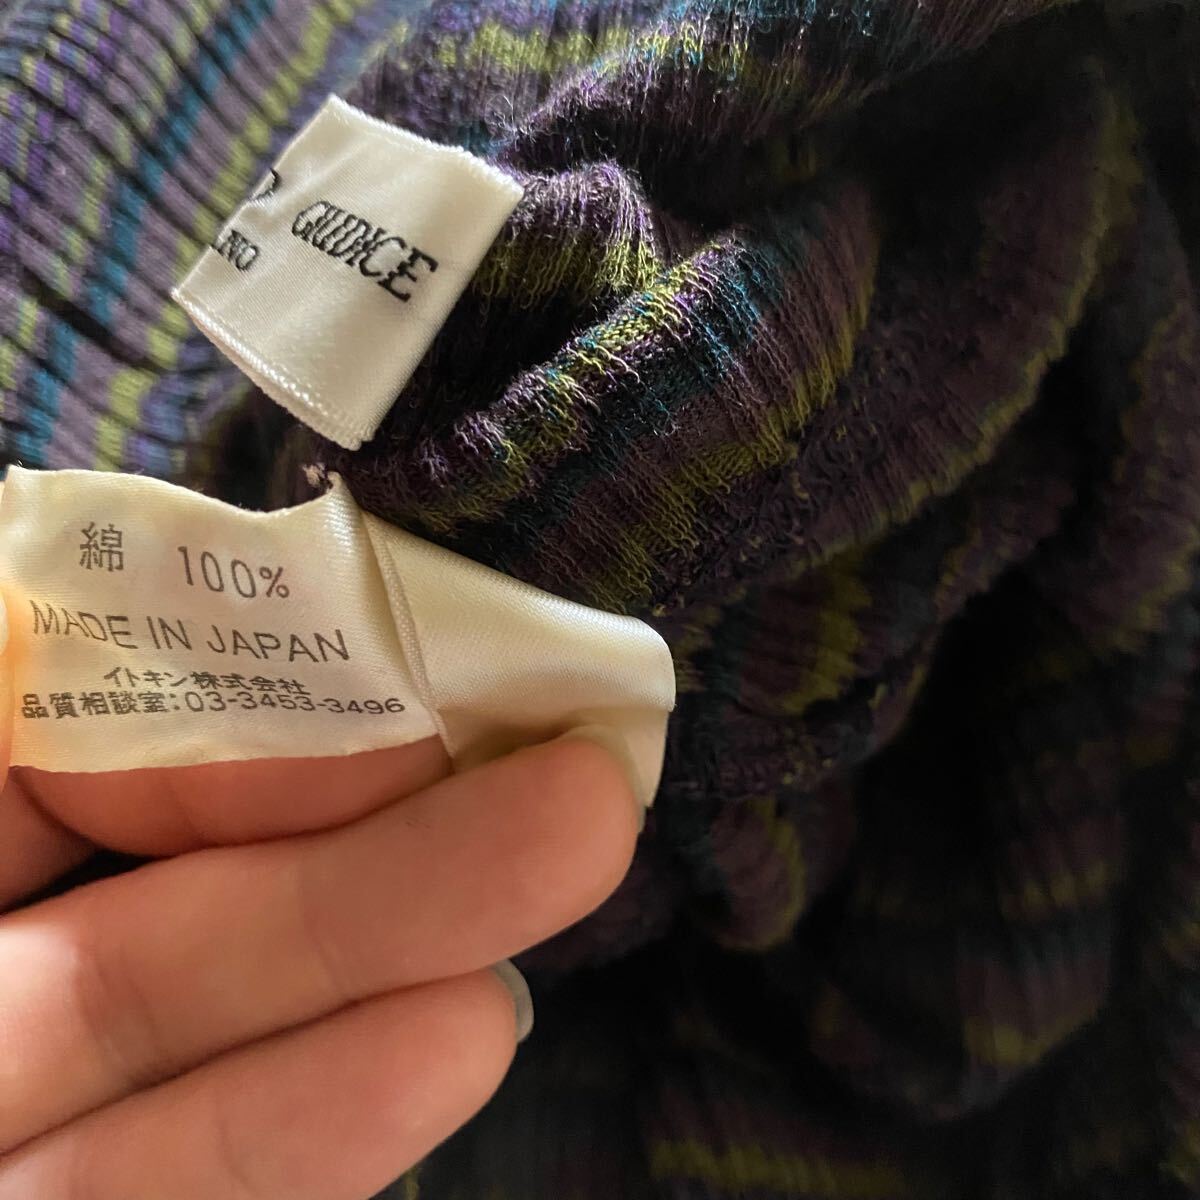 GIUDICE
綿 100%
MADE IN JAPAN
イトキン株式会社
品質相談室:03-3453-3496